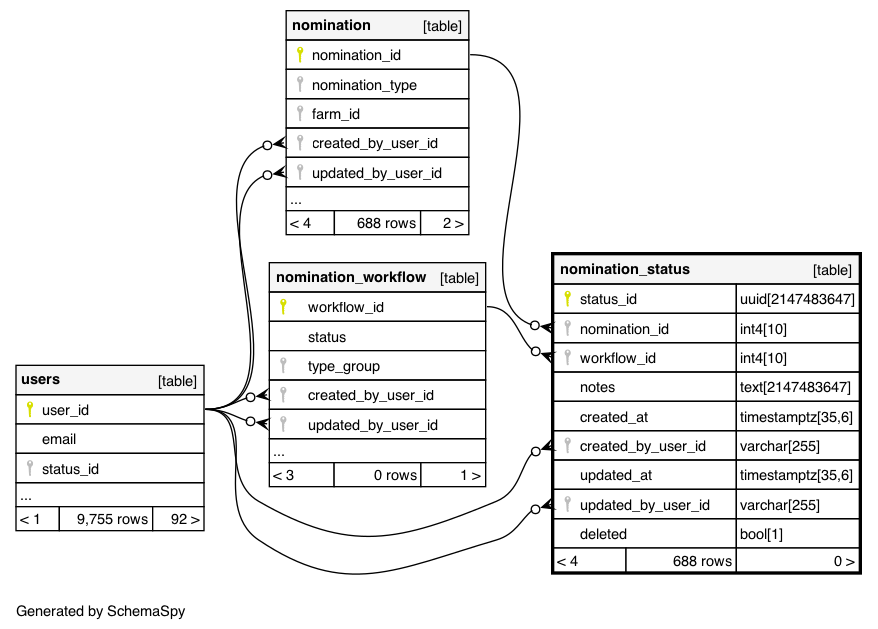 nomination [table]
nomination_id
nomination_type
farm_id
created_by_user_id
updated_by_user_id
...
< 4 688 rows 2 >
nomination_workflow [table]
workflow_id
status
type_group
created_by_user_id
updated_by_user_id
...
< 3 0 rows 1 >
nomination_status [table]
status_id uuid[2147483647]
nomination_id int4[10]
workflow_id int4[10]
notes text[2147483647]
created_at timestamptz[35,6]
created_by_user_id varchar[255]
updated_at timestamptz[35,6]
updated_by_user_id varchar[255]
deleted bool[1]
< 4 688 rows 0 >
users [table]
user_id
email
status_id
...
< 1 9,755 rows 92 >
Generated by SchemaSpy